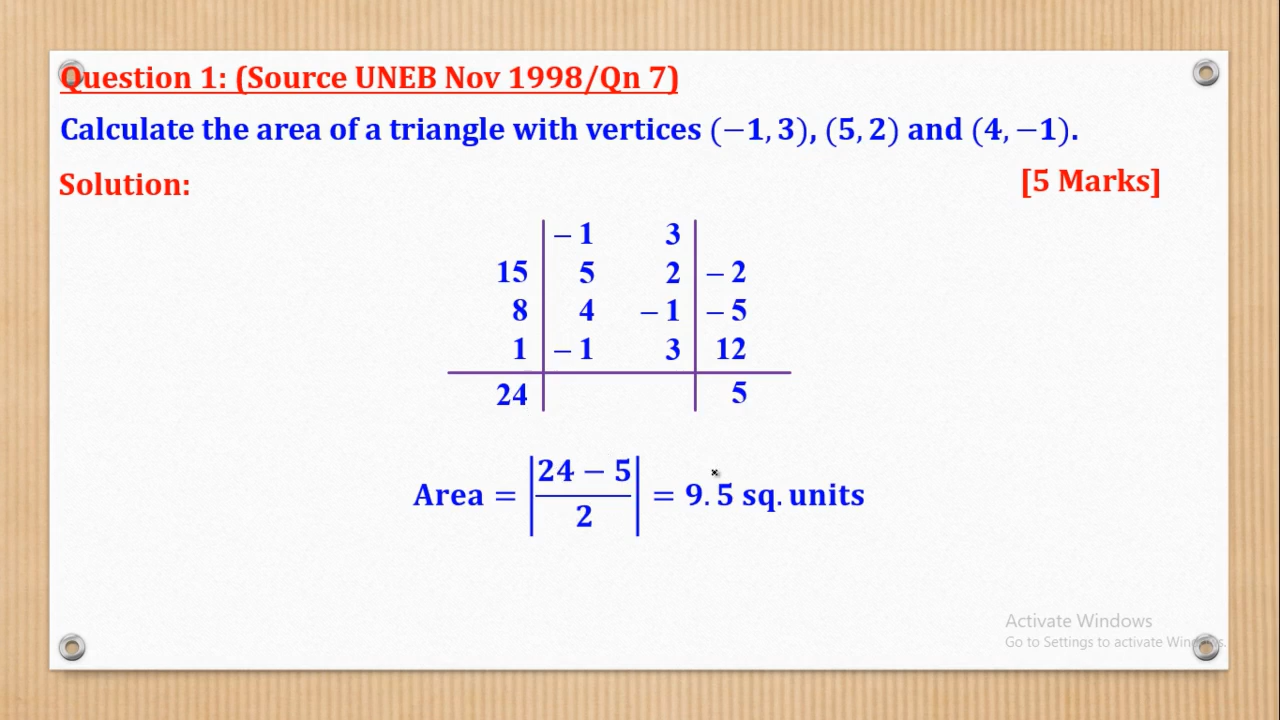 Question 1: (Source UNEB Nov 1998/Qn 7)
Calculate the area of a triangle with vertices (−1, 3), (5, 2) and (4, −1).
Solution:
[5 Marks]
− 1 3
15 5 2 − 2
8 4 − 1 − 5
1 − 1 3 12
24 5
Area = |(24 − 5)/2| = 9.5 sq. units
Activate Windows
Go to Settings to activate Windows.